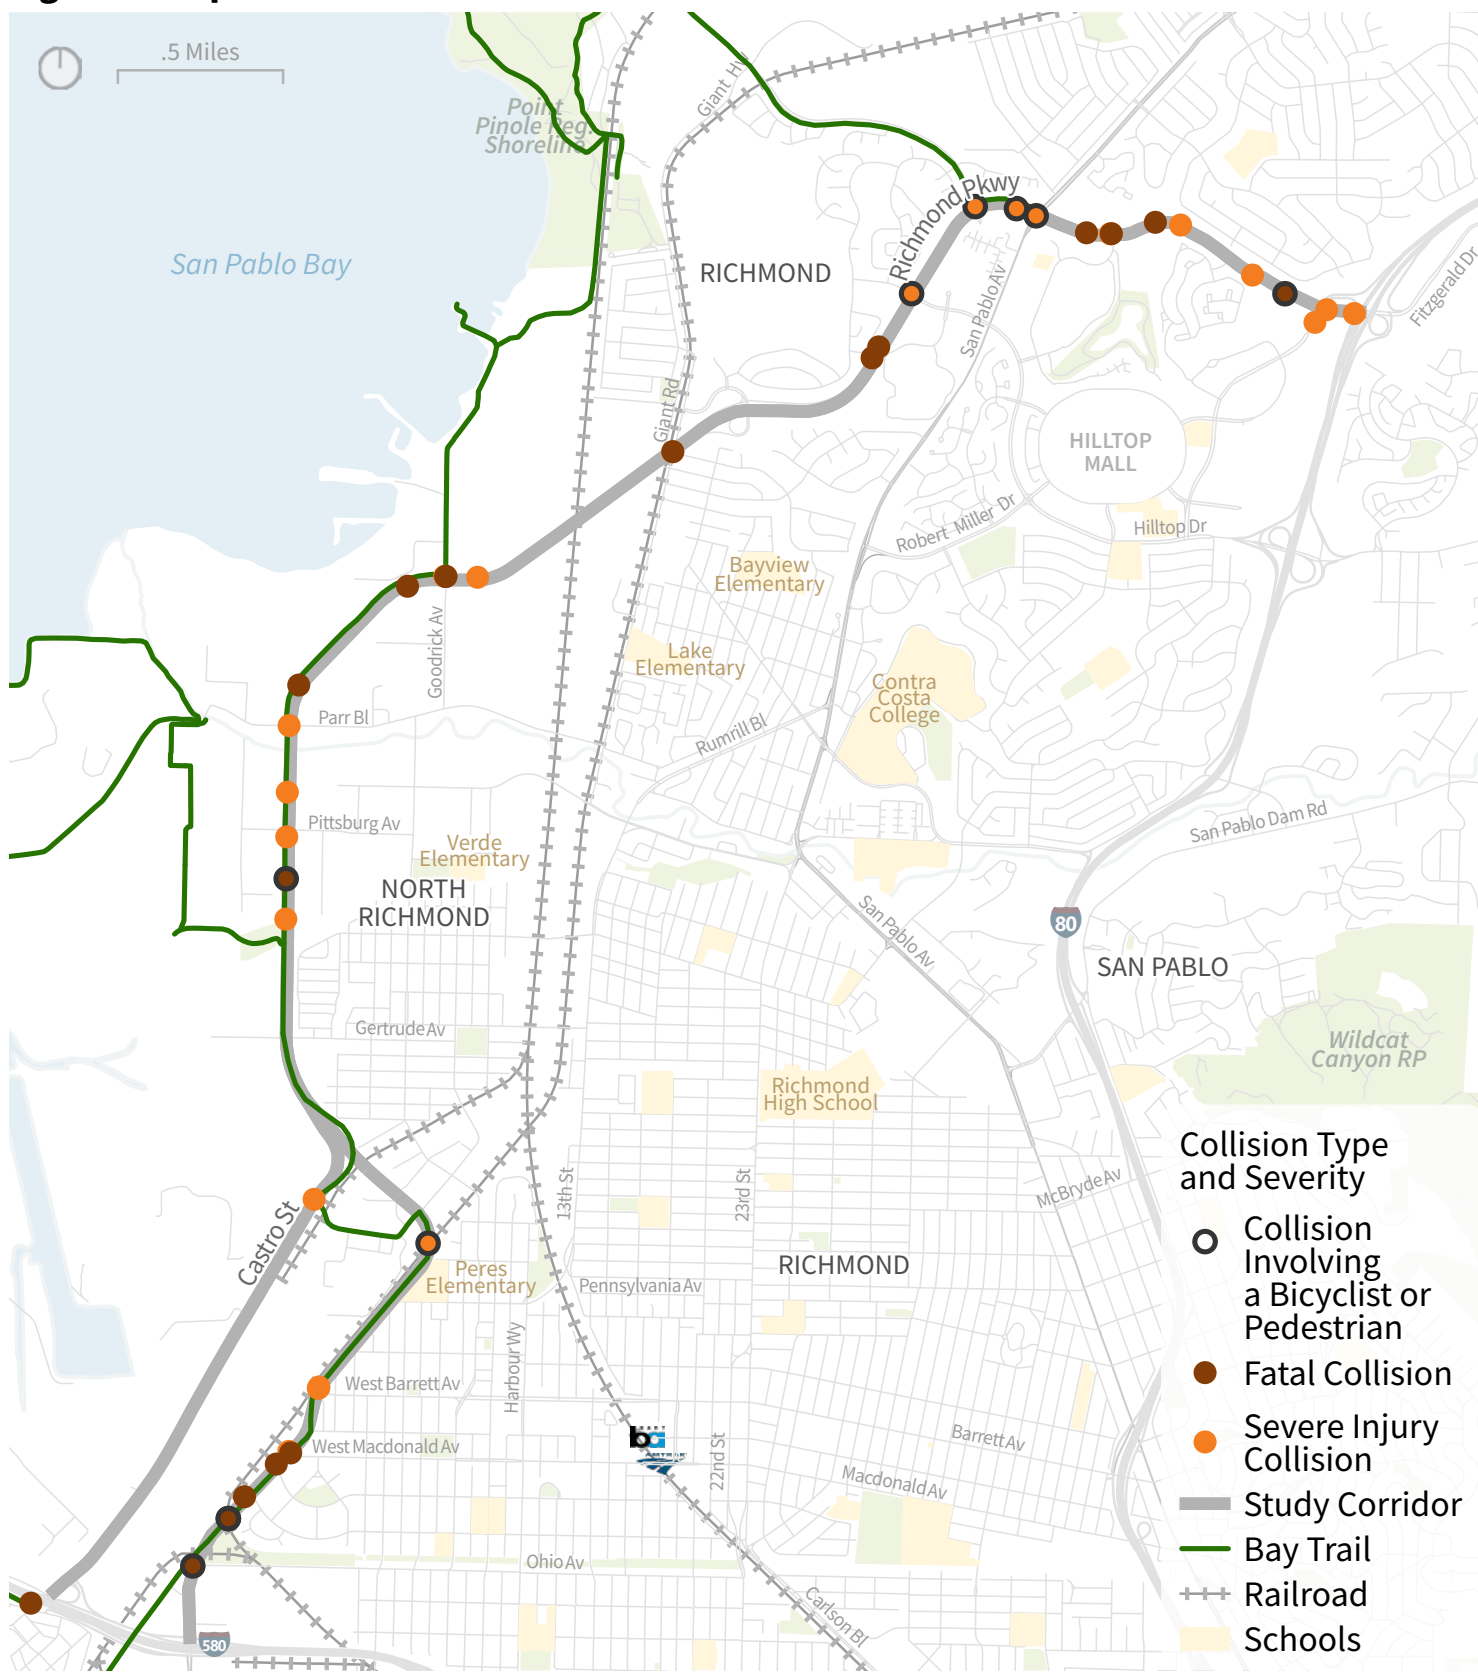 .5 Miles
Point
Pinole Reg.
Shoreline
Giant Hy
San Pablo Bay
RICHMOND
Richmond Pkwy
San Pablo Av
Fitzgerald Dr
Giant Rd
HILLTOP
MALL
Robert Miller Dr
Hilltop Dr
Bayview
Elementary
Goodrick Av
Lake
Elementary
Contra
Costa
College
Parr Bl
Rumrill Bl
Pittsburg Av
San Pablo Dam Rd
Verde
Elementary
NORTH
RICHMOND
San Pablo Av
80
SAN PABLO
Gertrude Av
Wildcat
Canyon RP
Richmond
High School
13th St
23rd St
McBryde Av
Castro St
RICHMOND
Peres
Elementary
Pennsylvania Av
Harbour Wy
West Barrett Av
West Macdonald Av
ba
AMTRAK
22nd St
Barrett Av
Macdonald Av
Ohio Av
Carlson Bl
580
Collision Type
and Severity
Collision
Involving
a Bicyclist or
Pedestrian
Fatal Collision
Severe Injury
Collision
Study Corridor
Bay Trail
Railroad
Schools